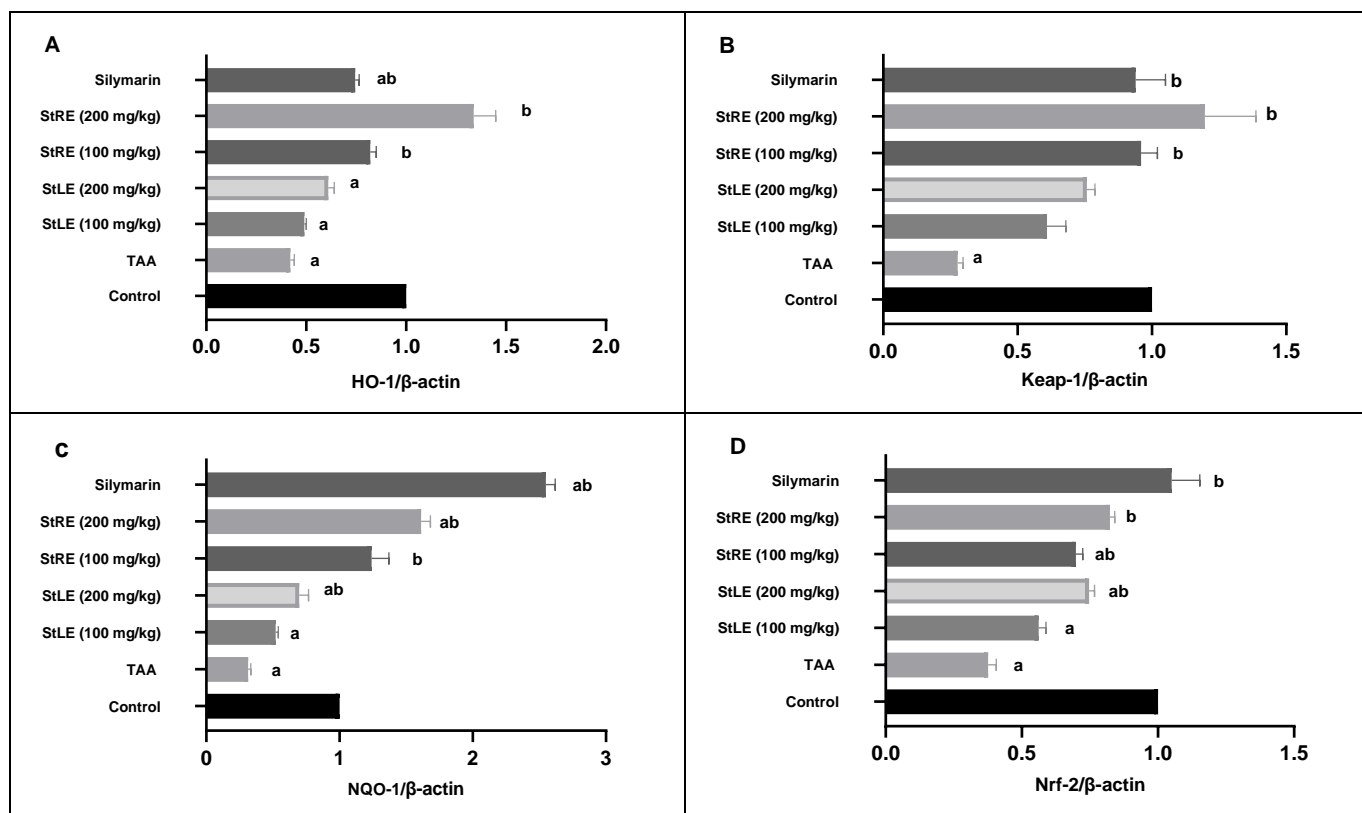 A
Silymarin
ab
StRE (200 mg/kg)
b
StRE (100 mg/kg)
b
StLE (200 mg/kg)
a
StLE (100 mg/kg)
a
TAA
a
Control
0.0 0.5 1.0 1.5 2.0
HO-1/β-actin
B
Silymarin
b
StRE (200 mg/kg)
b
StRE (100 mg/kg)
b
StLE (200 mg/kg)
StLE (100 mg/kg)
TAA
a
Control
0.0 0.5 1.0 1.5
Keap-1/β-actin
c
Silymarin
ab
StRE (200 mg/kg)
ab
StRE (100 mg/kg)
b
StLE (200 mg/kg)
ab
StLE (100 mg/kg)
a
TAA
a
Control
0 1 2 3
NQO-1/β-actin
D
Silymarin
b
StRE (200 mg/kg)
b
StRE (100 mg/kg)
ab
StLE (200 mg/kg)
ab
StLE (100 mg/kg)
a
TAA
a
Control
0.0 0.5 1.0 1.5
Nrf-2/β-actin